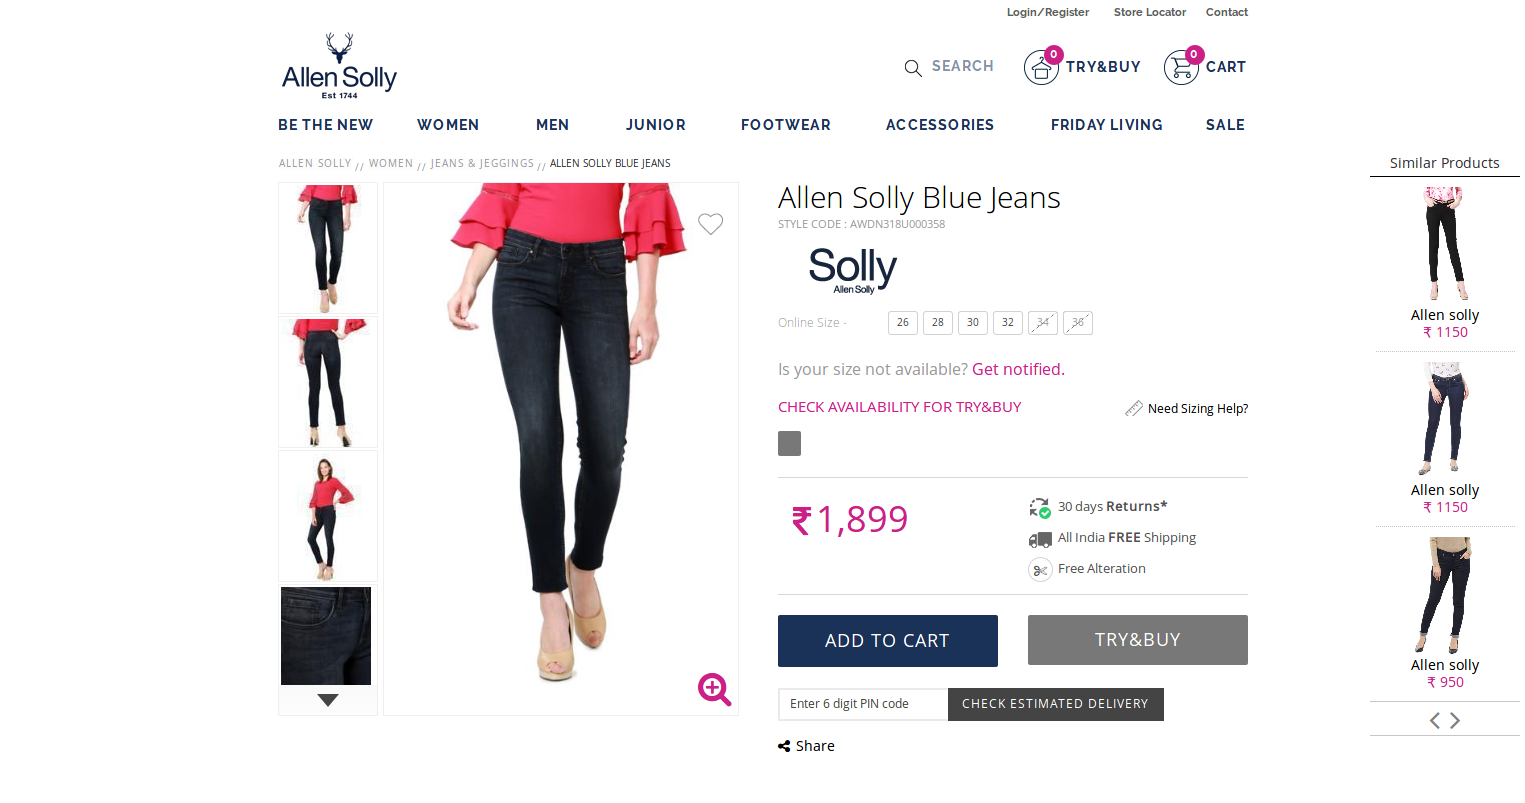 Login/Register Store Locator Contact
Allen Solly
Est 1744
SEARCH 0 TRY&BUY 0 CART
BE THE NEW WOMEN MEN JUNIOR FOOTWEAR ACCESSORIES FRIDAY LIVING SALE
ALLEN SOLLY // WOMEN // JEANS & JEGGINGS // ALLEN SOLLY BLUE JEANS
Allen Solly Blue Jeans
STYLE CODE : AWDN318U000358
Solly
Allen Solly
Online Size - 26 28 30 32 34 36
Is your size not available? Get notified.
CHECK AVAILABILITY FOR TRY&BUY
Need Sizing Help?
₹ 1,899
30 days Returns*
All India FREE Shipping
Free Alteration
ADD TO CART TRY&BUY
Enter 6 digit PIN code CHECK ESTIMATED DELIVERY
Share
Similar Products
Allen solly
₹ 1150
Allen solly
₹ 1150
Allen solly
₹ 950